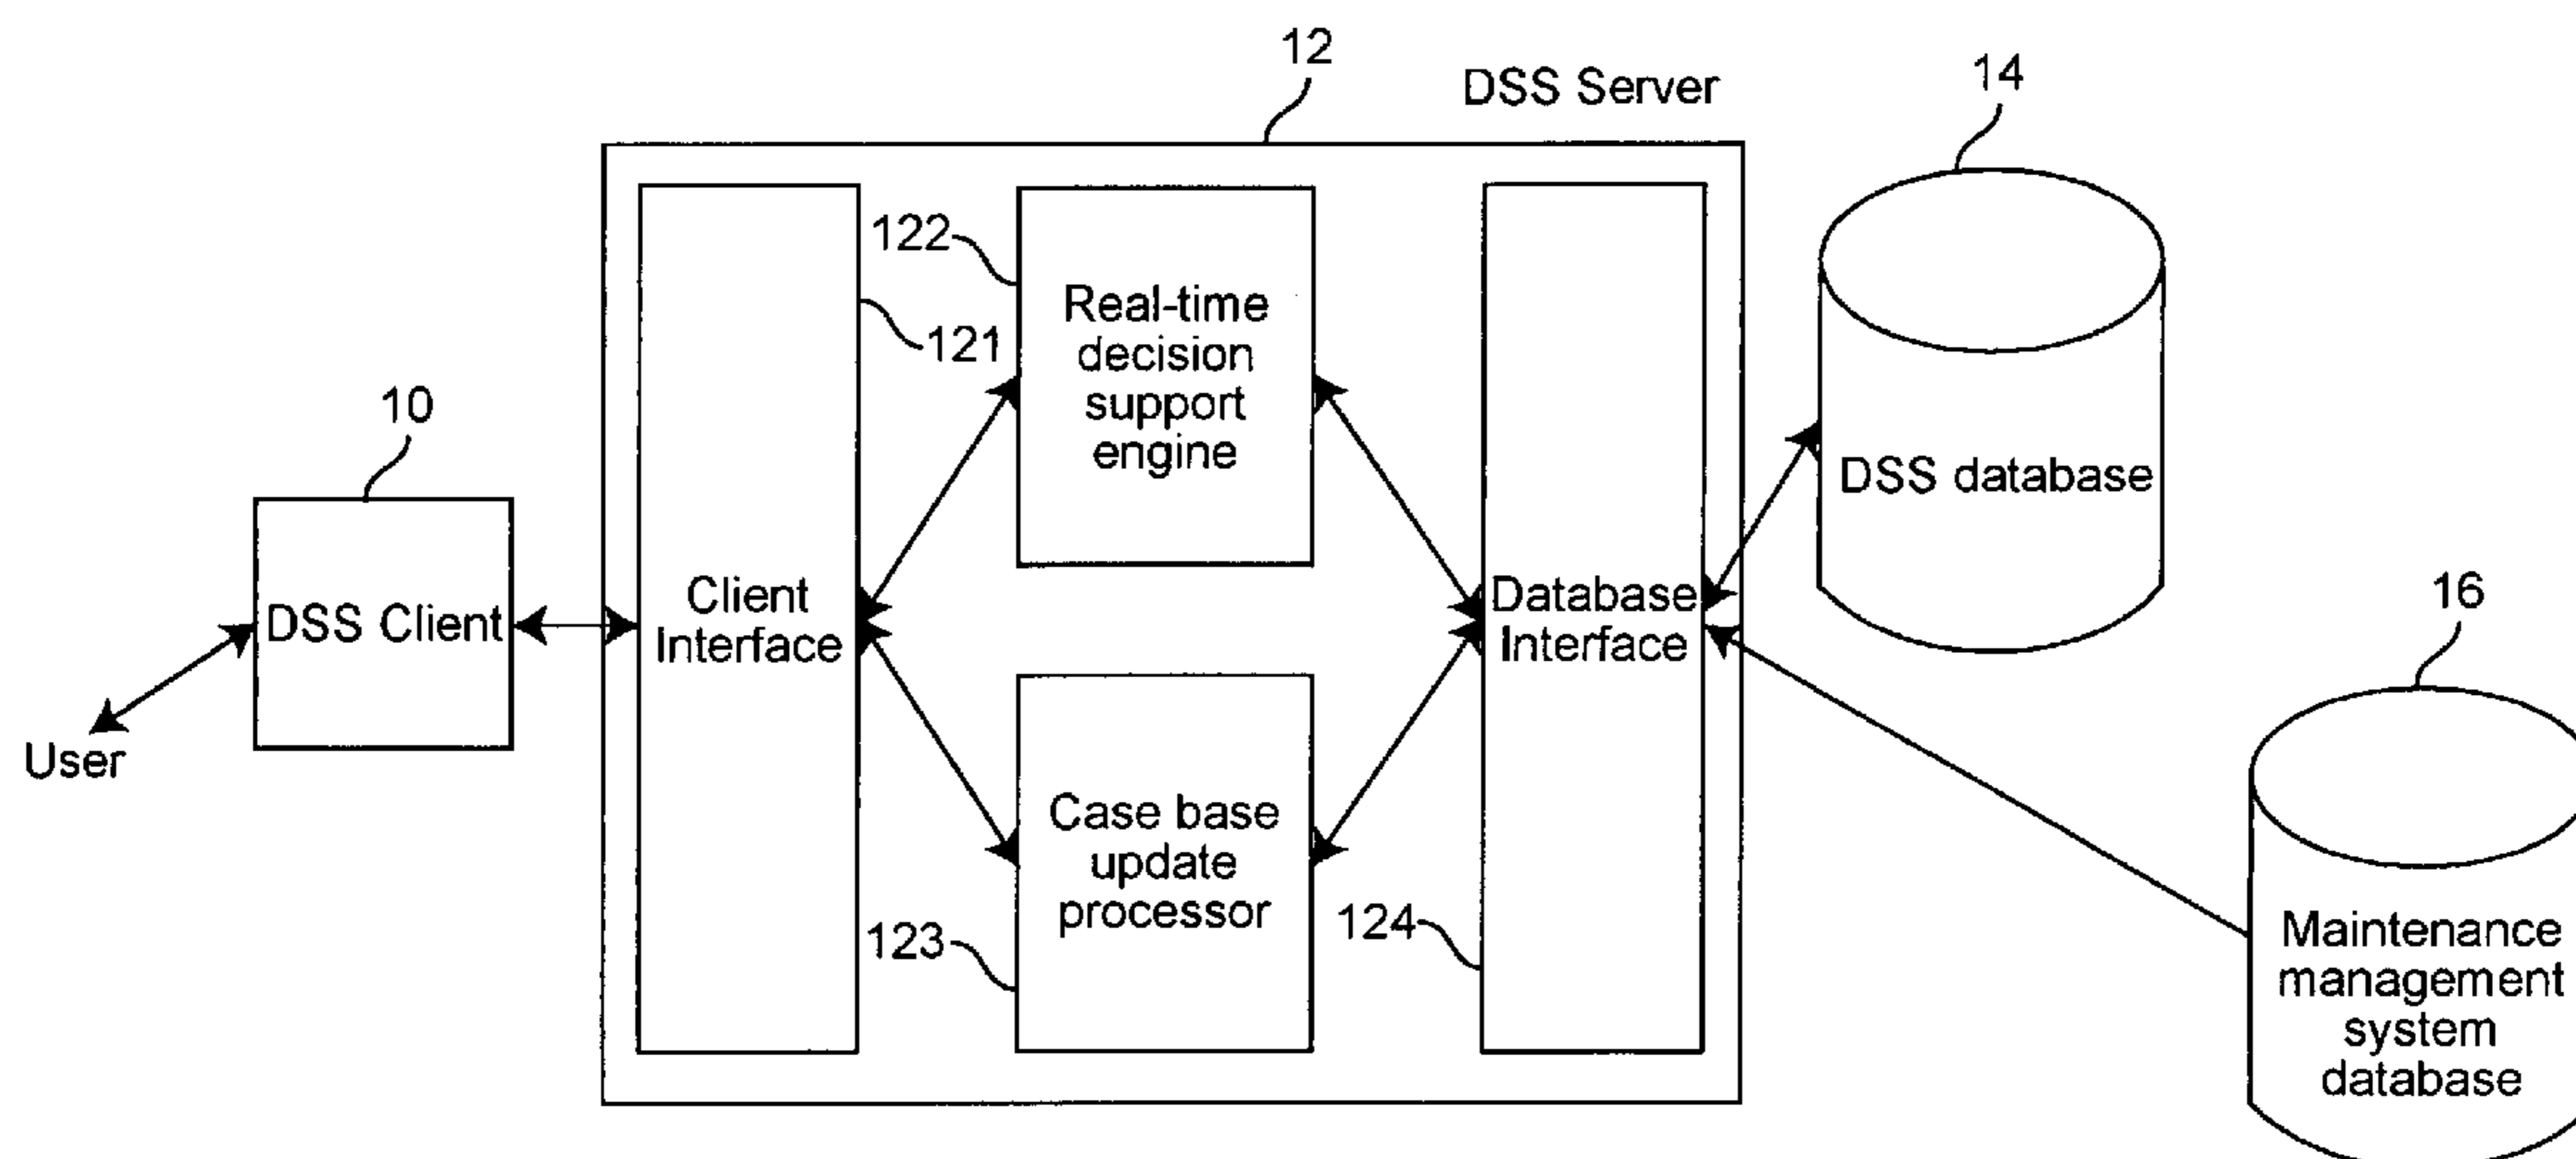 12
DSS Server
14
122
Real-time
decision
support
engine
121
10
DSS database
DSS Client
Client
Interface
Database
Interface
16
User
Case base
update
processor
123
124
Maintenance
management
system
database